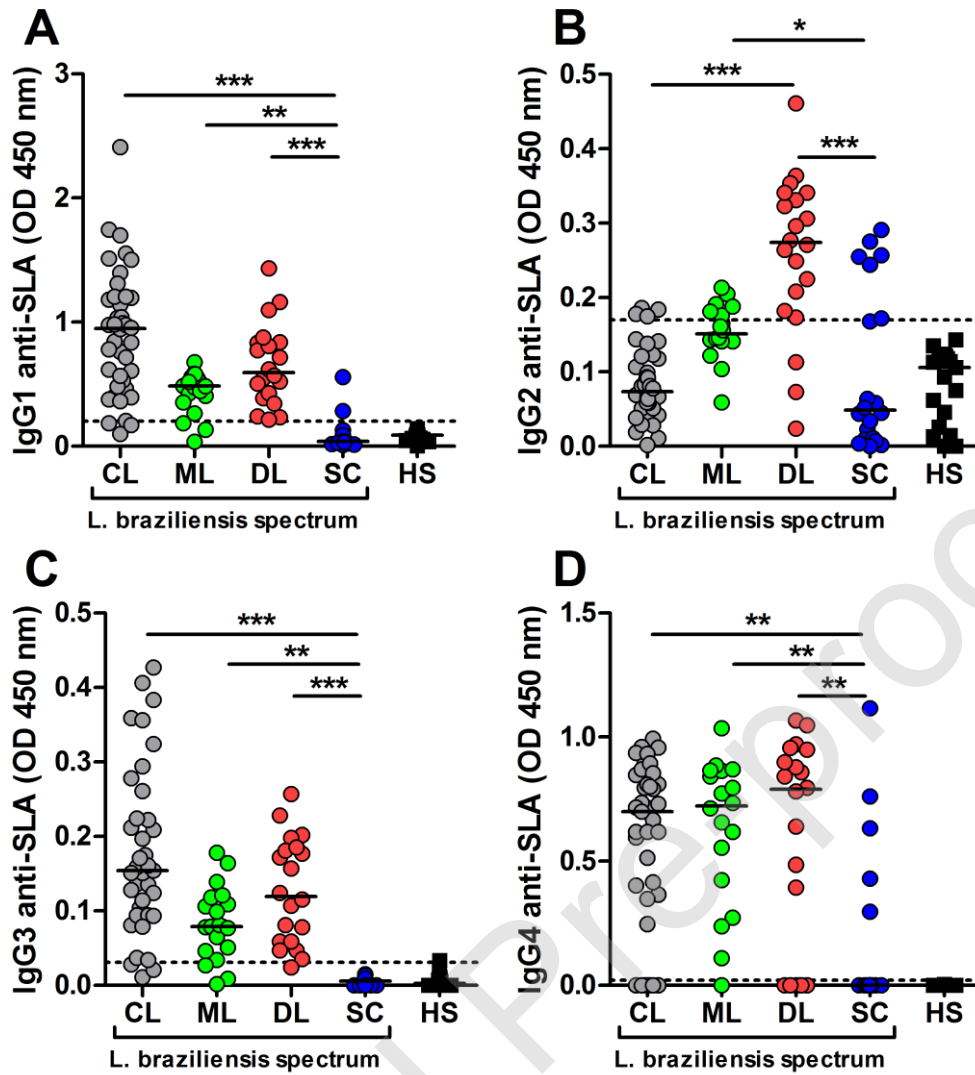 A
IgG1 anti-SLA (OD 450 nm)
3
2
1
0
***
**
***
CL ML DL SC HS
L. braziliensis spectrum
B
IgG2 anti-SLA (OD 450 nm)
0.5
0.4
0.3
0.2
0.1
0.0
*
***
***
CL ML DL SC HS
L. braziliensis spectrum
C
IgG3 anti-SLA (OD 450 nm)
0.5
0.4
0.3
0.2
0.1
0.0
***
**
***
CL ML DL SC HS
L. braziliensis spectrum
D
IgG4 anti-SLA (OD 450 nm)
1.5
1.0
0.5
0.0
**
**
**
CL ML DL SC HS
L. braziliensis spectrum
l Pre-proo